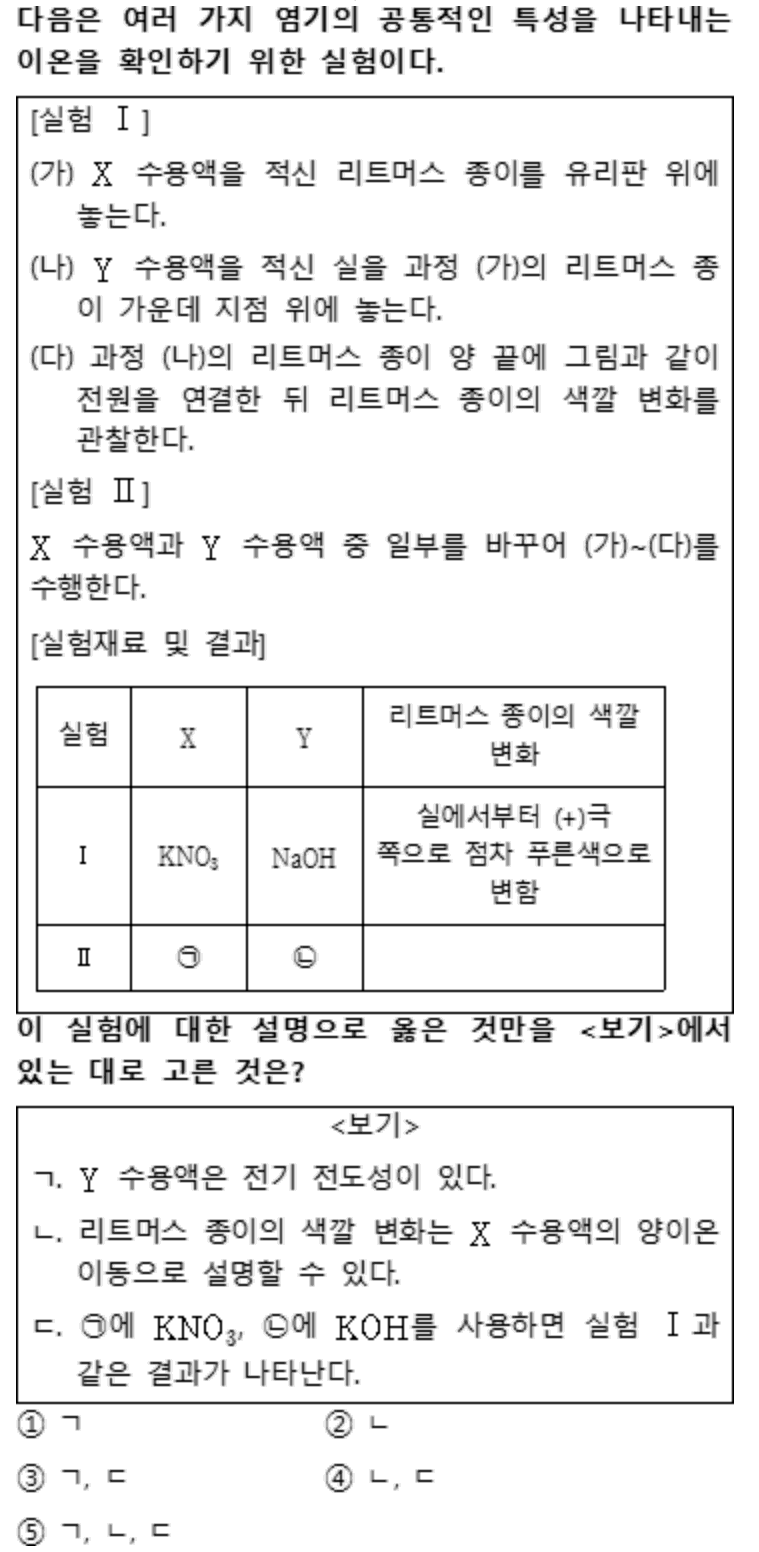 다음은 여러 가지 염기의 공통적인 특성을 나타내는
이온을 확인하기 위한 실험이다.
[실험 Ⅰ]
(가) X 수용액을 적신 리트머스 종이를 유리판 위에
놓는다.
(나) Y 수용액을 적신 실을 과정 (가)의 리트머스 종
이 가운데 지점 위에 놓는다.
(다) 과정 (나)의 리트머스 종이 양 끝에 그림과 같이
전원을 연결한 뒤 리트머스 종이의 색깔 변화를
관찰한다.
[실험 Ⅱ]
X 수용액과 Y 수용액 중 일부를 바꾸어 (가)~(다)를
수행한다.
[실험재료 및 결과]
실험 X Y 리트머스 종이의 색깔
변화
Ⅰ KNO₃ NaOH 실에서부터 (+)극
쪽으로 점차 푸른색으로
변함
Ⅱ ㉠ ㉡
이 실험에 대한 설명으로 옳은 것만을 <보기>에서
있는 대로 고른 것은?
<보기>
ㄱ. Y 수용액은 전기 전도성이 있다.
ㄴ. 리트머스 종이의 색깔 변화는 X 수용액의 양이온
이동으로 설명할 수 있다.
ㄷ. ㉠에 KNO₃, ㉡에 KOH를 사용하면 실험 Ⅰ과
같은 결과가 나타난다.
① ㄱ ② ㄴ
③ ㄱ, ㄷ ④ ㄴ, ㄷ
⑤ ㄱ, ㄴ, ㄷ